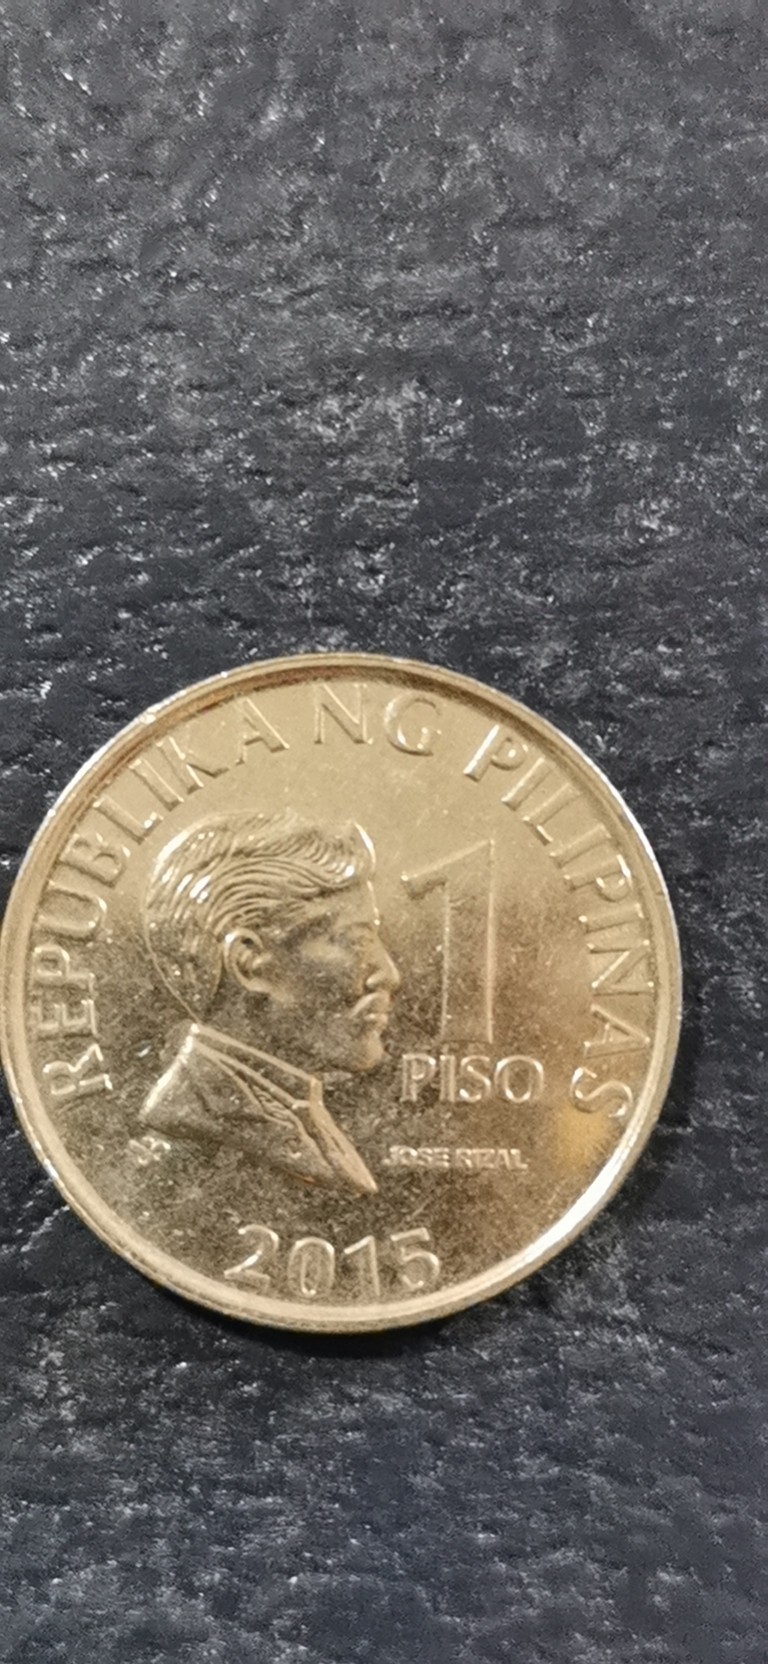 REPUBLIKA NG PILIPINAS
1
PISO
JOSE RIZAL
2015